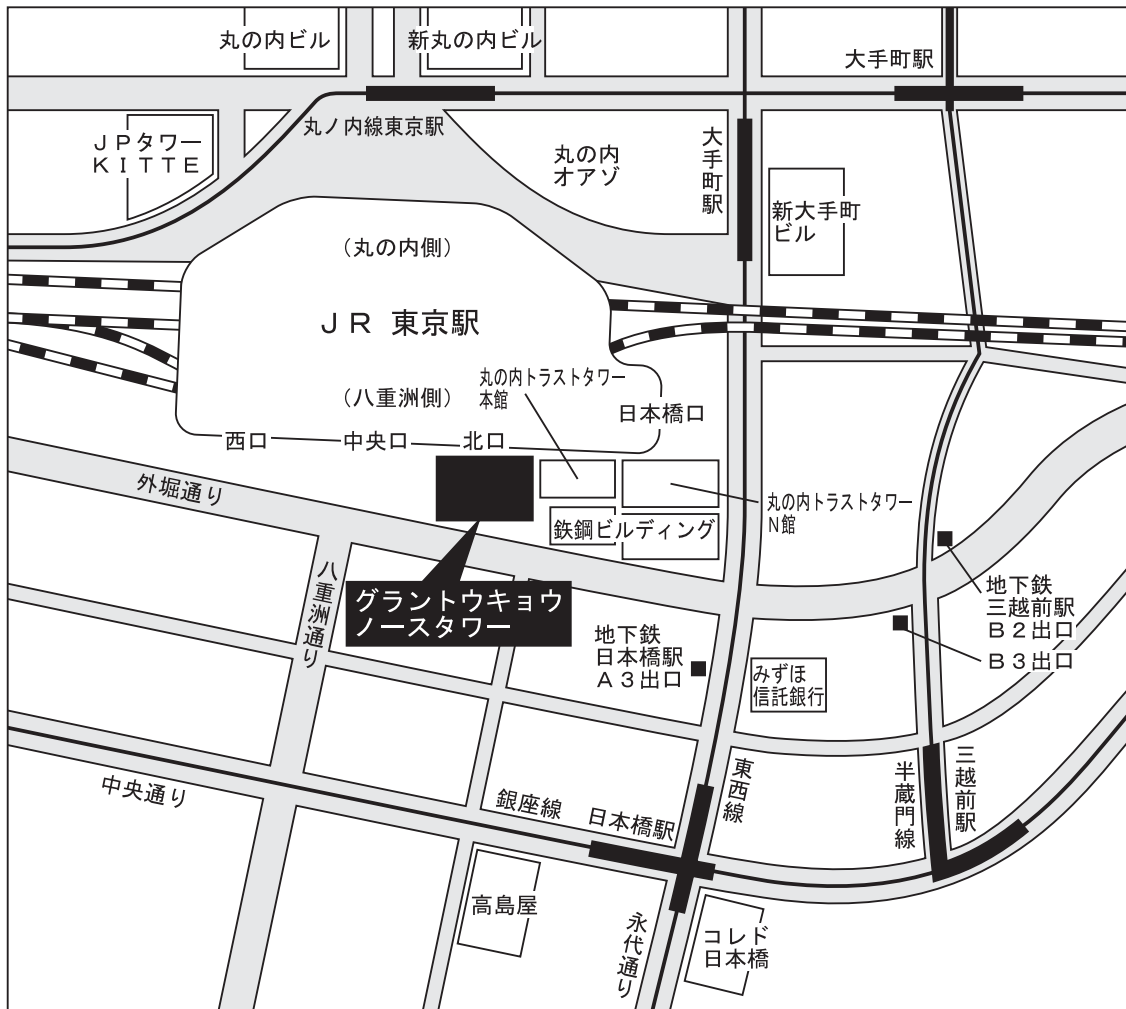 丸の内ビル
新丸の内ビル
大手町駅
JPタワー
KITTE
丸ノ内線東京駅
丸の内
オアゾ
大手町駅
新大手町
ビル
(丸の内側)
JR 東京駅
(八重洲側)
丸の内トラストタワー
本館
日本橋口
西口
中央口
北口
外堀通り
丸の内トラストタワー
N館
鉄鋼ビルディング
八重洲通り
グラントウキョウ
ノースタワー
地下鉄
日本橋駅
A3出口
地下鉄
三越前駅
B2出口
B3出口
みずほ
信託銀行
中央通り
銀座線
日本橋駅
東西線
半蔵門線
三越前駅
高島屋
永代通り
コレド
日本橋